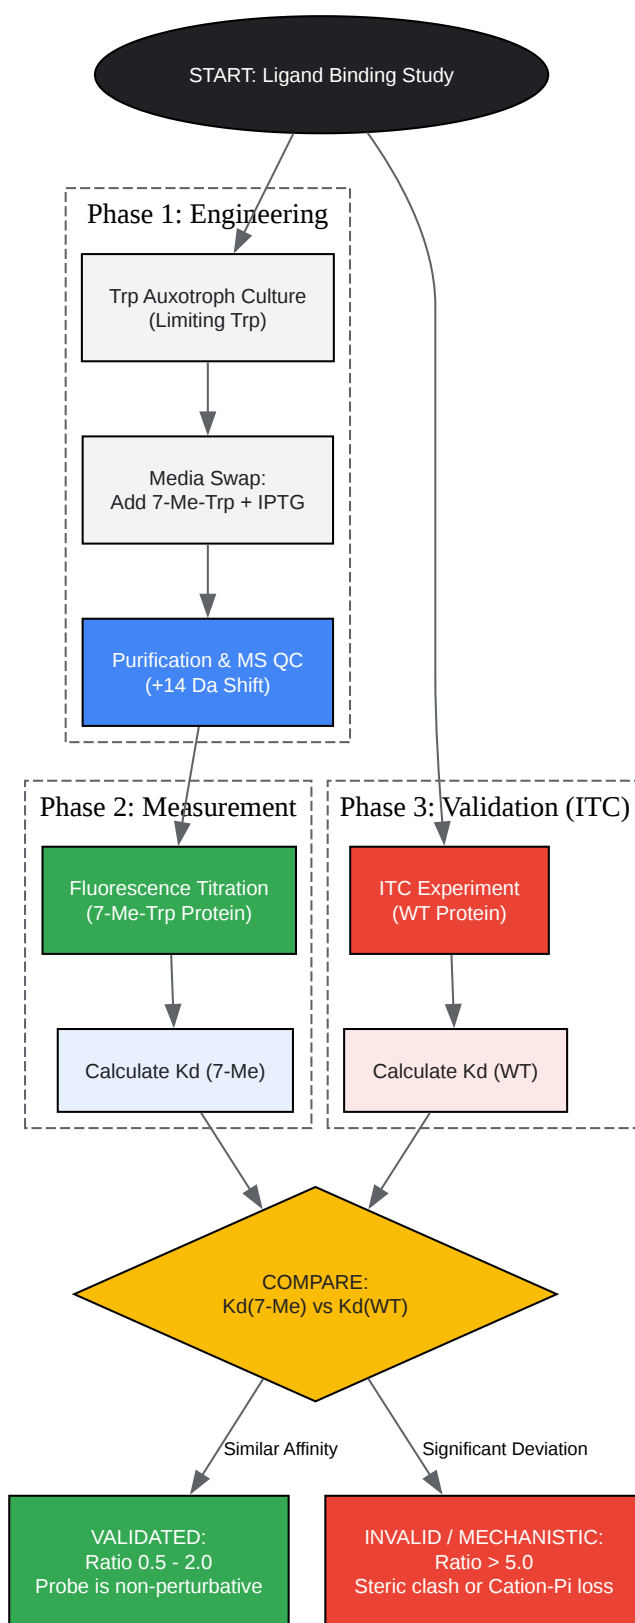 START: Ligand Binding Study
Phase 1: Engineering
Trp Auxotroph Culture
(Limiting Trp)
Media Swap:
Add 7-Me-Trp + IPTG
Purification & MS QC
(+14 Da Shift)
Phase 2: Measurement
Fluorescence Titration
(7-Me-Trp Protein)
Calculate Kd (7-Me)
Phase 3: Validation (ITC)
ITC Experiment
(WT Protein)
Calculate Kd (WT)
COMPARE:
Kd(7-Me) vs Kd(WT)
Similar Affinity
Significant Deviation
VALIDATED:
Ratio 0.5 - 2.0
Probe is non-perturbative
INVALID / MECHANISTIC:
Ratio > 5.0
Steric clash or Cation-Pi loss